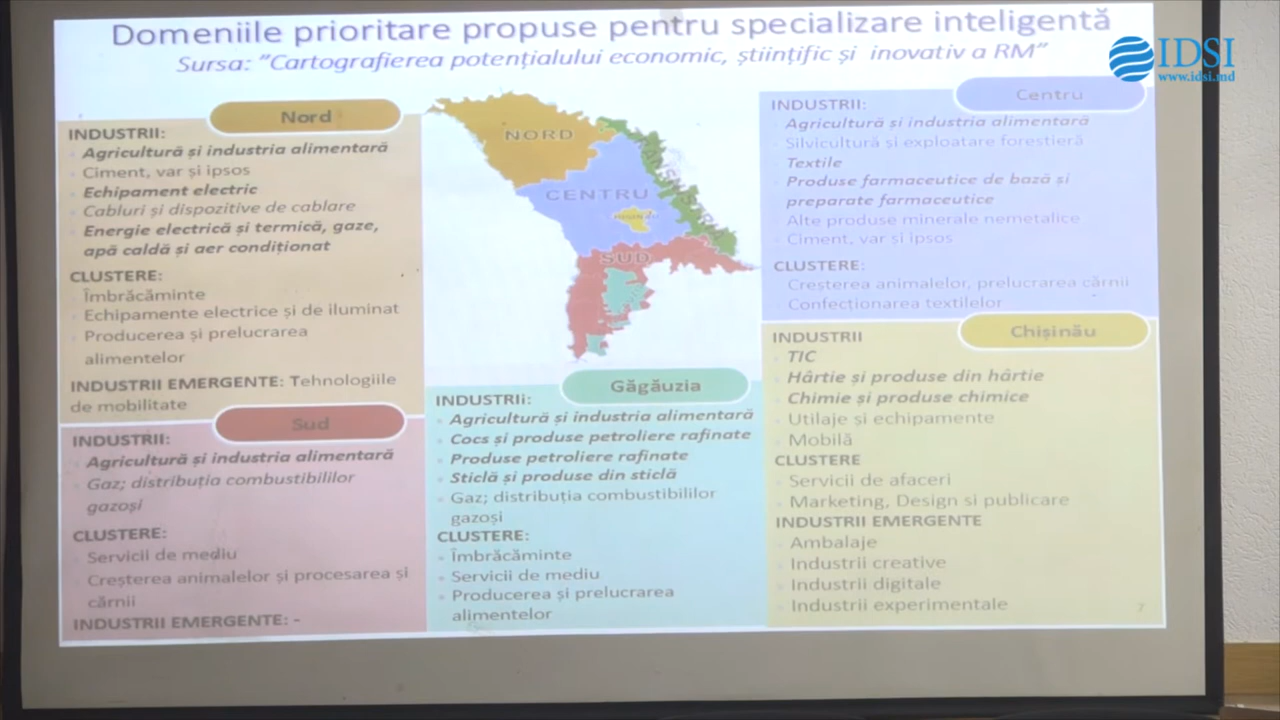 Domeniile prioritare propuse pentru specializare inteligentă
Sursa: "Cartografierea potențialului economic, științific și inovativ a RM"
IDSI
www.idsi.md
Nord
INDUSTRII:
Agricultură și industria alimentară
Ciment, var și ipsos
Echipament electric
Cabluri și dispozitive de cablare
Energie electrică și termică, gaze,
apă caldă și aer condiționat
CLUSTERE:
Îmbrăcăminte
Echipamente electrice și de iluminat
Producerea și prelucrarea
alimentelor
INDUSTRII EMERGENTE: Tehnologiile
de mobilitate
Sud
INDUSTRII:
Agricultură și industria alimentară
Gaz; distribuția combustibililor
gazoși
CLUSTERE:
Servicii de mediu
Creșterea animalelor și procesarea și
cărnii
INDUSTRII EMERGENTE: -
NORD
CENTRU
SUD
Găgăuzia
INDUSTRII:
Agricultură și industria alimentară
Cocs și produse petroliere rafinate
Produse petroliere rafinate
Sticlă și produse din sticlă
Gaz; distribuția combustibililor
gazoși
CLUSTERE:
Îmbrăcăminte
Servicii de mediu
Producerea și prelucrarea
alimentelor
Centru
INDUSTRII:
Agricultură și industria alimentară
Silvicultură și exploatare forestieră
Textile
Produse farmaceutice de bază și
preparate farmaceutice
Alte produse minerale nemetalice
Ciment, var și ipsos
CLUSTERE:
Creșterea animalelor, prelucrarea cărnii
Confecționarea textilelor
Chișinău
INDUSTRII
TIC
Hârtie și produse din hârtie
Chimie și produse chimice
Utilaje și echipamente
Mobilă
CLUSTERE
Servicii de afaceri
Marketing, Design si publicare
INDUSTRII EMERGENTE
Ambalaje
Industrii creative
Industrii digitale
Industrii experimentale
7